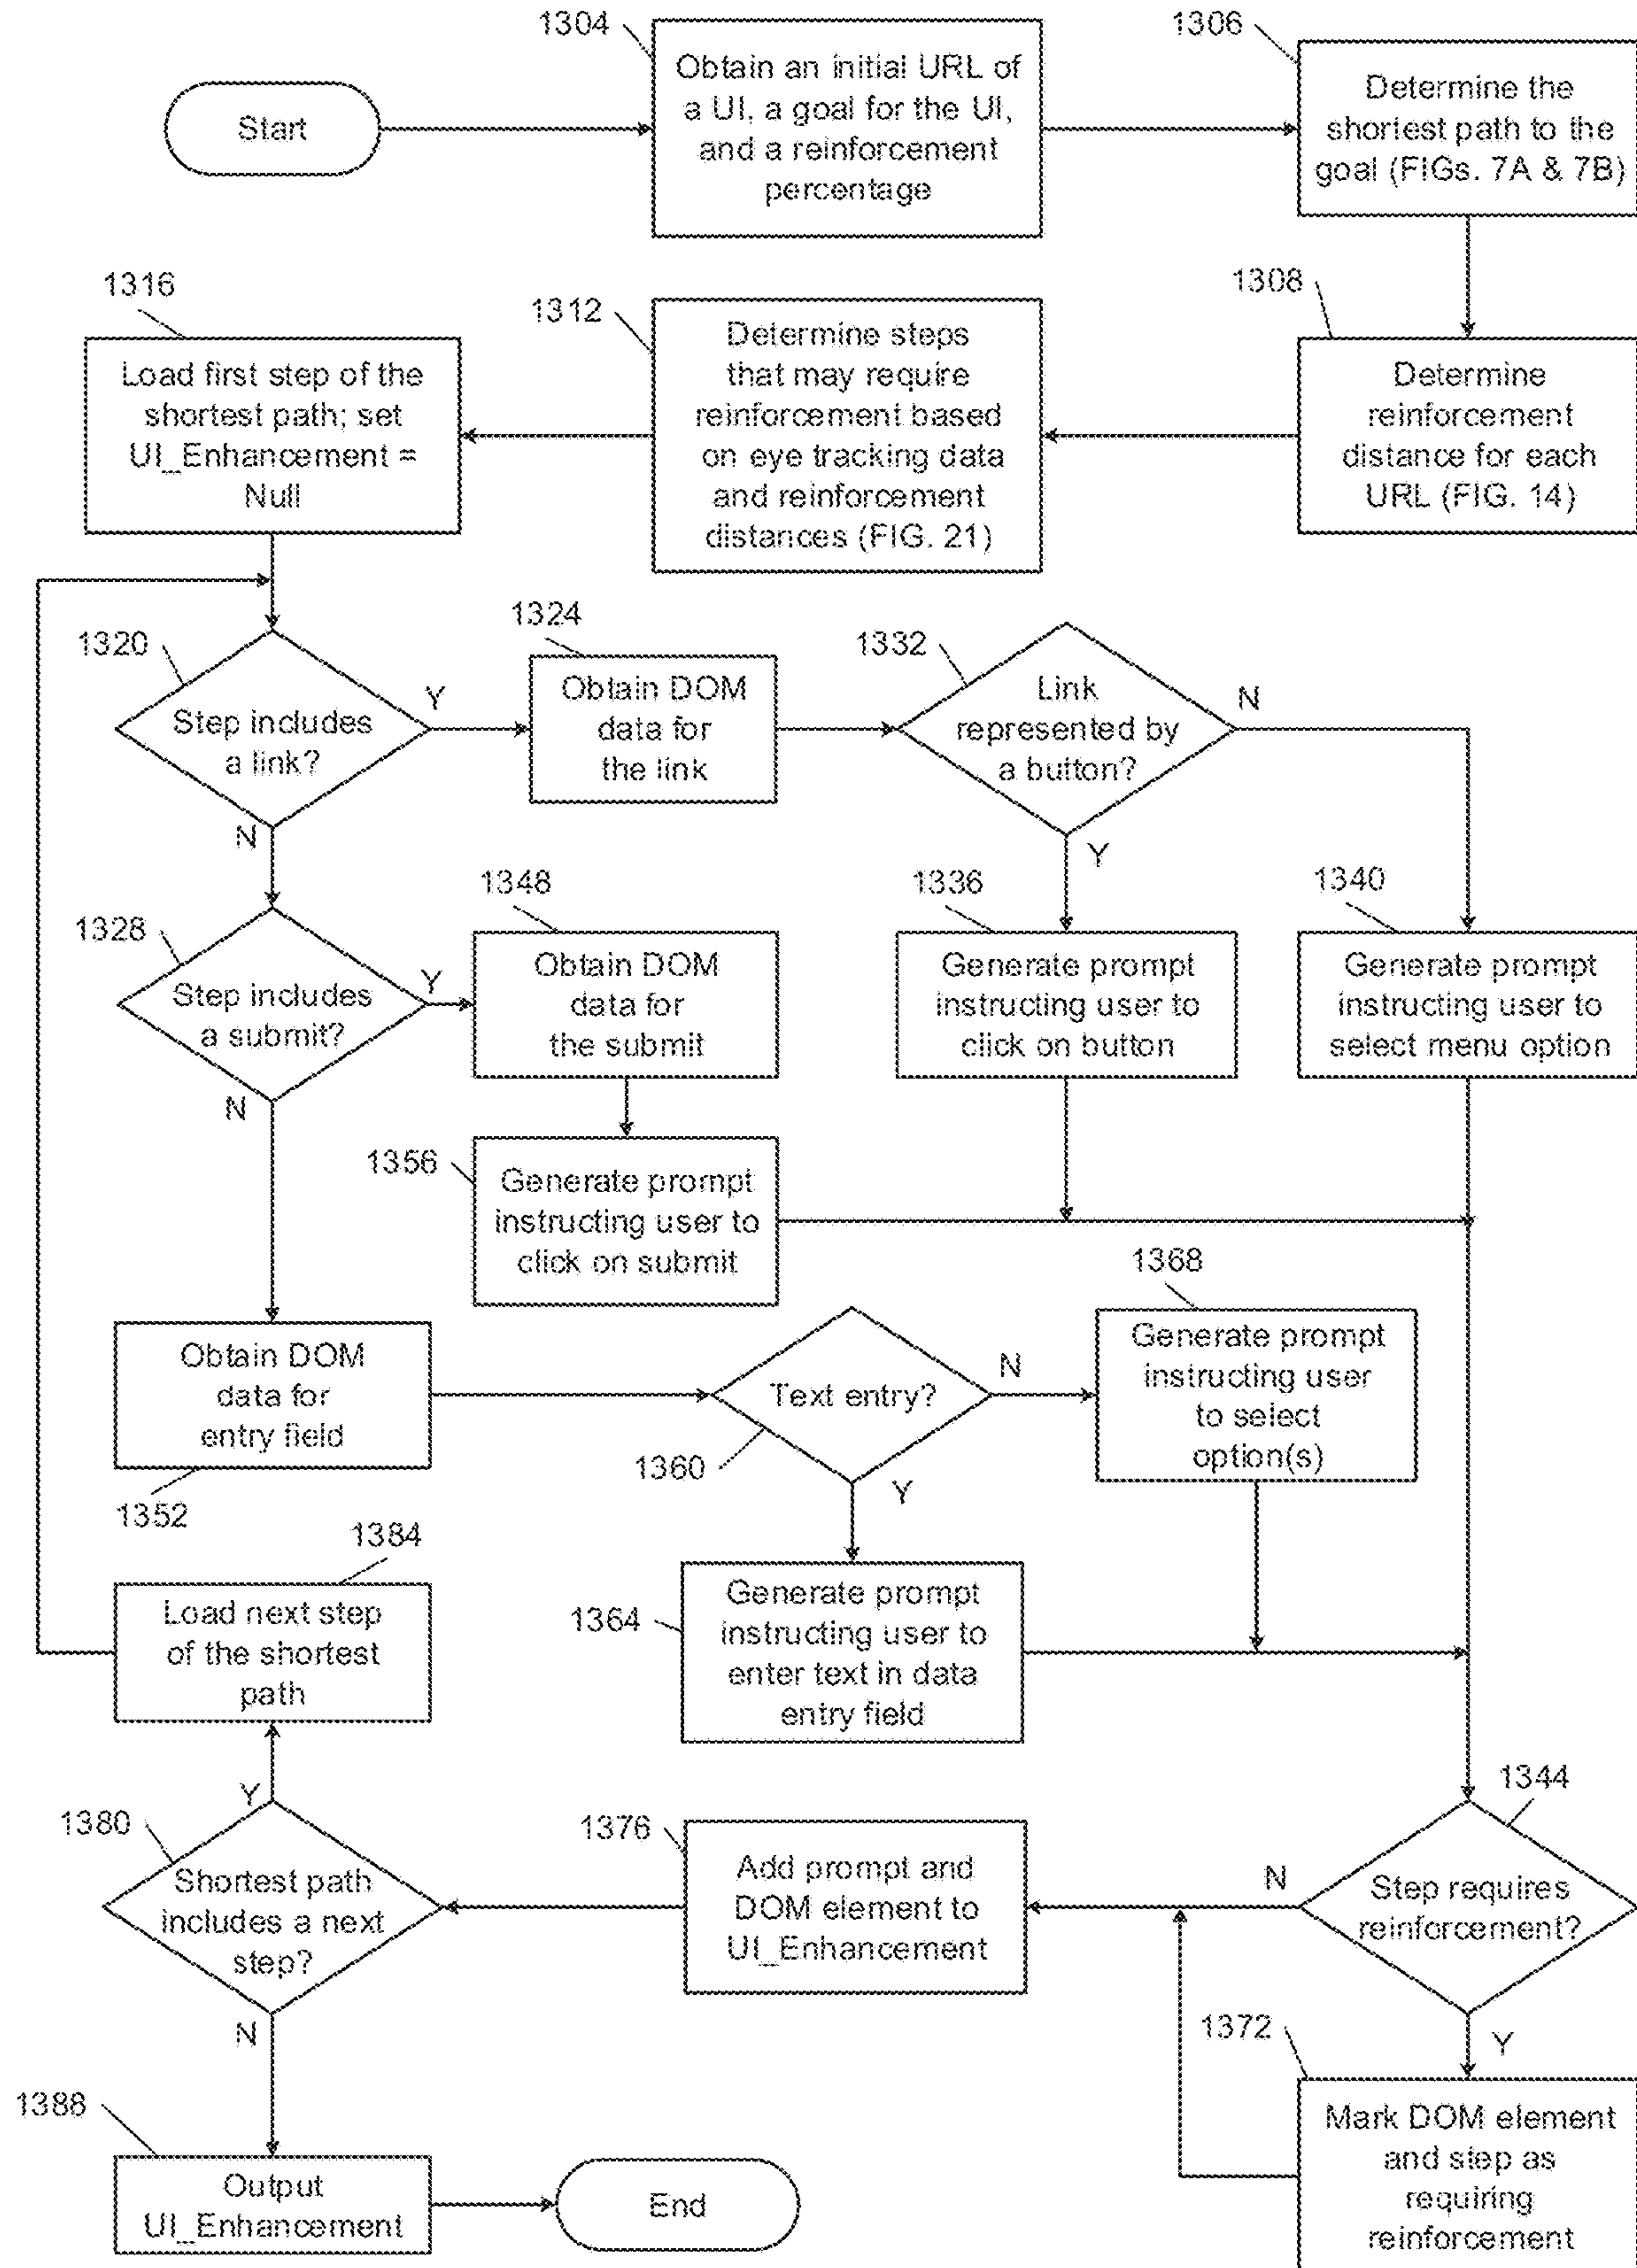 1304
Obtain an initial URL of
a UI, a goal for the UI,
and a reinforcement
percentage
1306
Determine the
shortest path to the
goal (FIGs. 7A & 7B)
Start
1316
Load first step of the
shortest path; set
UI_Enhancement =
Null
1312
Determine steps
that may require
reinforcement based
on eye tracking data
and reinforcement
distances (FIG. 21)
1308
Determine
reinforcement
distance for each
URL (FIG. 14)
1320
Step includes
a link?
Y
N
1324
Obtain DOM
data for
the link
1332
Link
represented by
a button?
N
Y
1328
Step includes
a submit?
Y
N
1348
Obtain DOM
data for
the submit
1336
Generate prompt
instructing user to
click on button
1340
Generate prompt
instructing user to
select menu option
1356
Generate prompt
instructing user to
click on submit
Obtain DOM
data for
entry field
1352
Text entry?
1360
N
Y
1368
Generate prompt
instructing user
to select
option(s)
1384
Load next step
of the shortest
path
1364
Generate prompt
instructing user to
enter text in data
entry field
Y
1380
Shortest path
includes a next
step?
N
1376
Add prompt and
DOM element to
UI_Enhancement
1344
N
Step requires
reinforcement?
Y
1372
Mark DOM element
and step as
requiring
reinforcement
1388
Output
UI_Enhancement
End